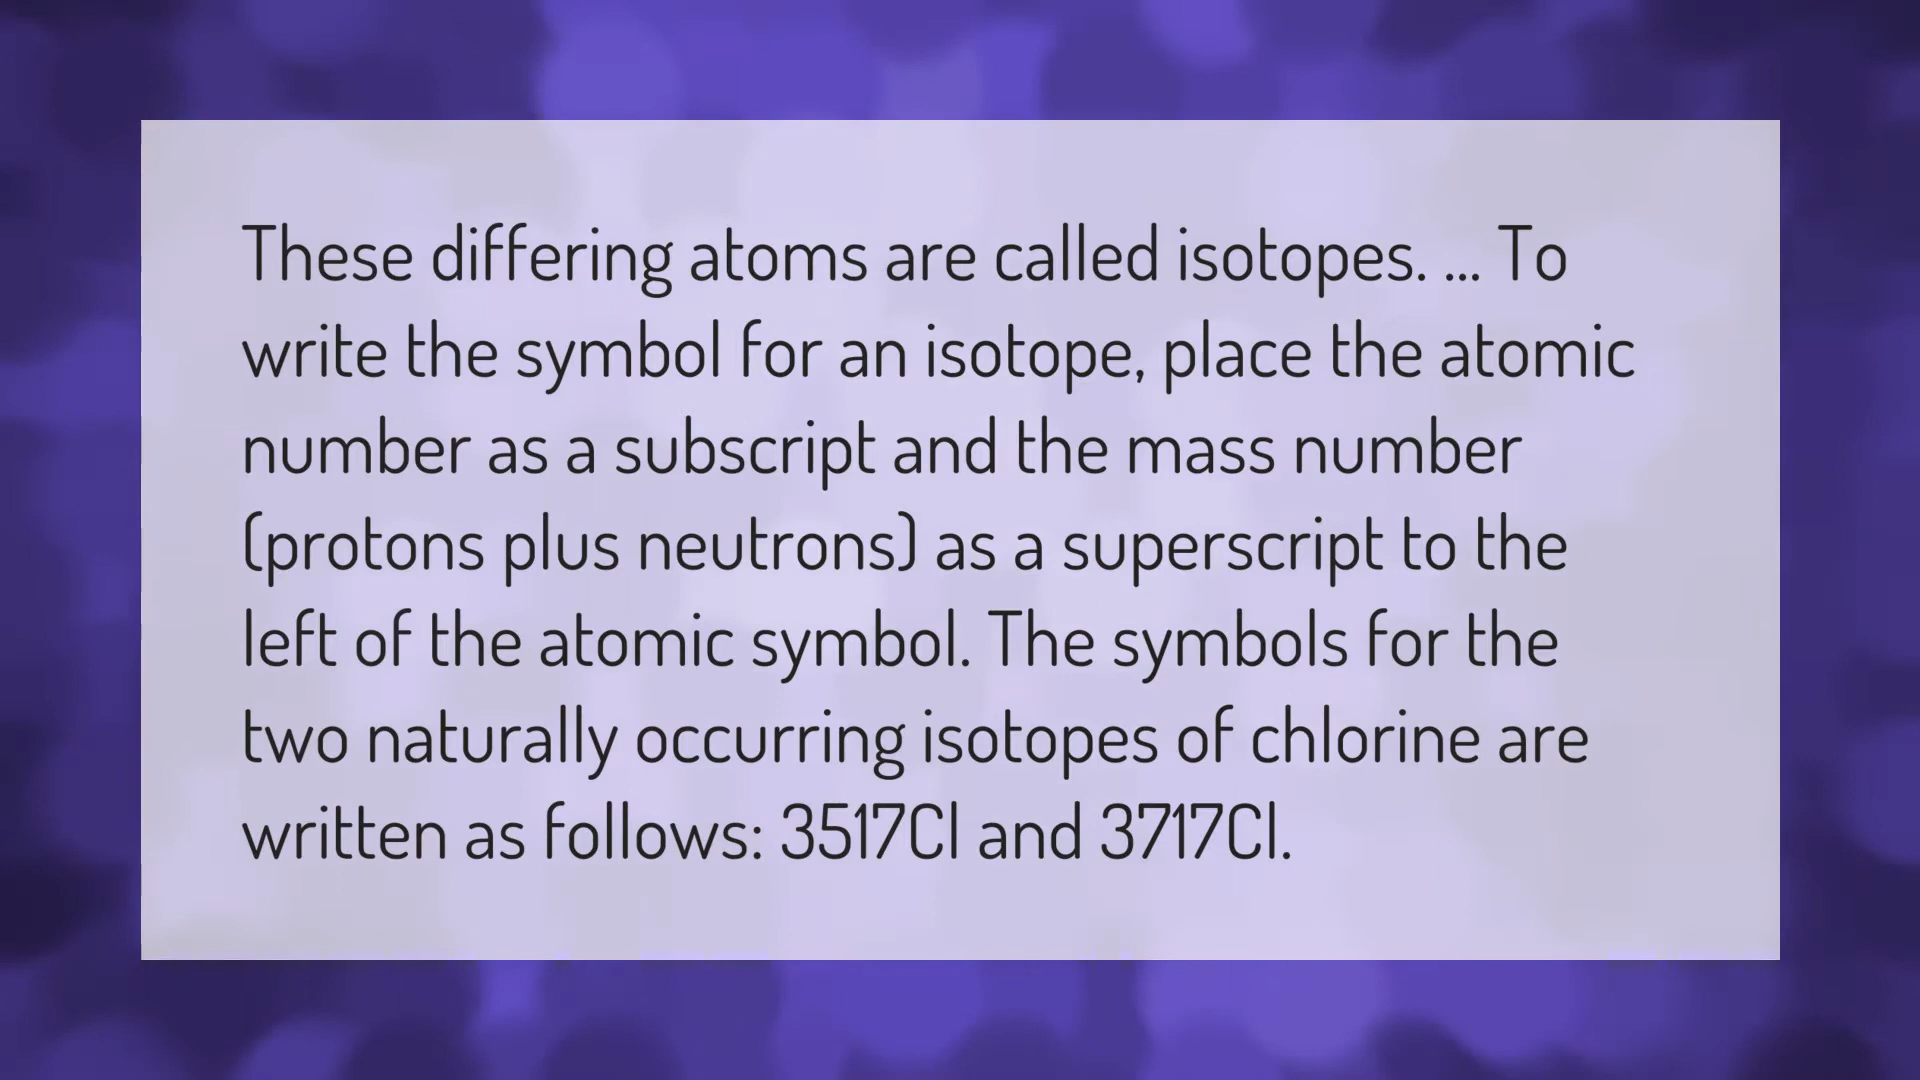 These differing atoms are called isotopes. ... To
write the symbol for an isotope, place the atomic
number as a subscript and the mass number
(protons plus neutrons) as a superscript to the
left of the atomic symbol. The symbols for the
two naturally occurring isotopes of chlorine are
written as follows: 3517Cl and 3717Cl.